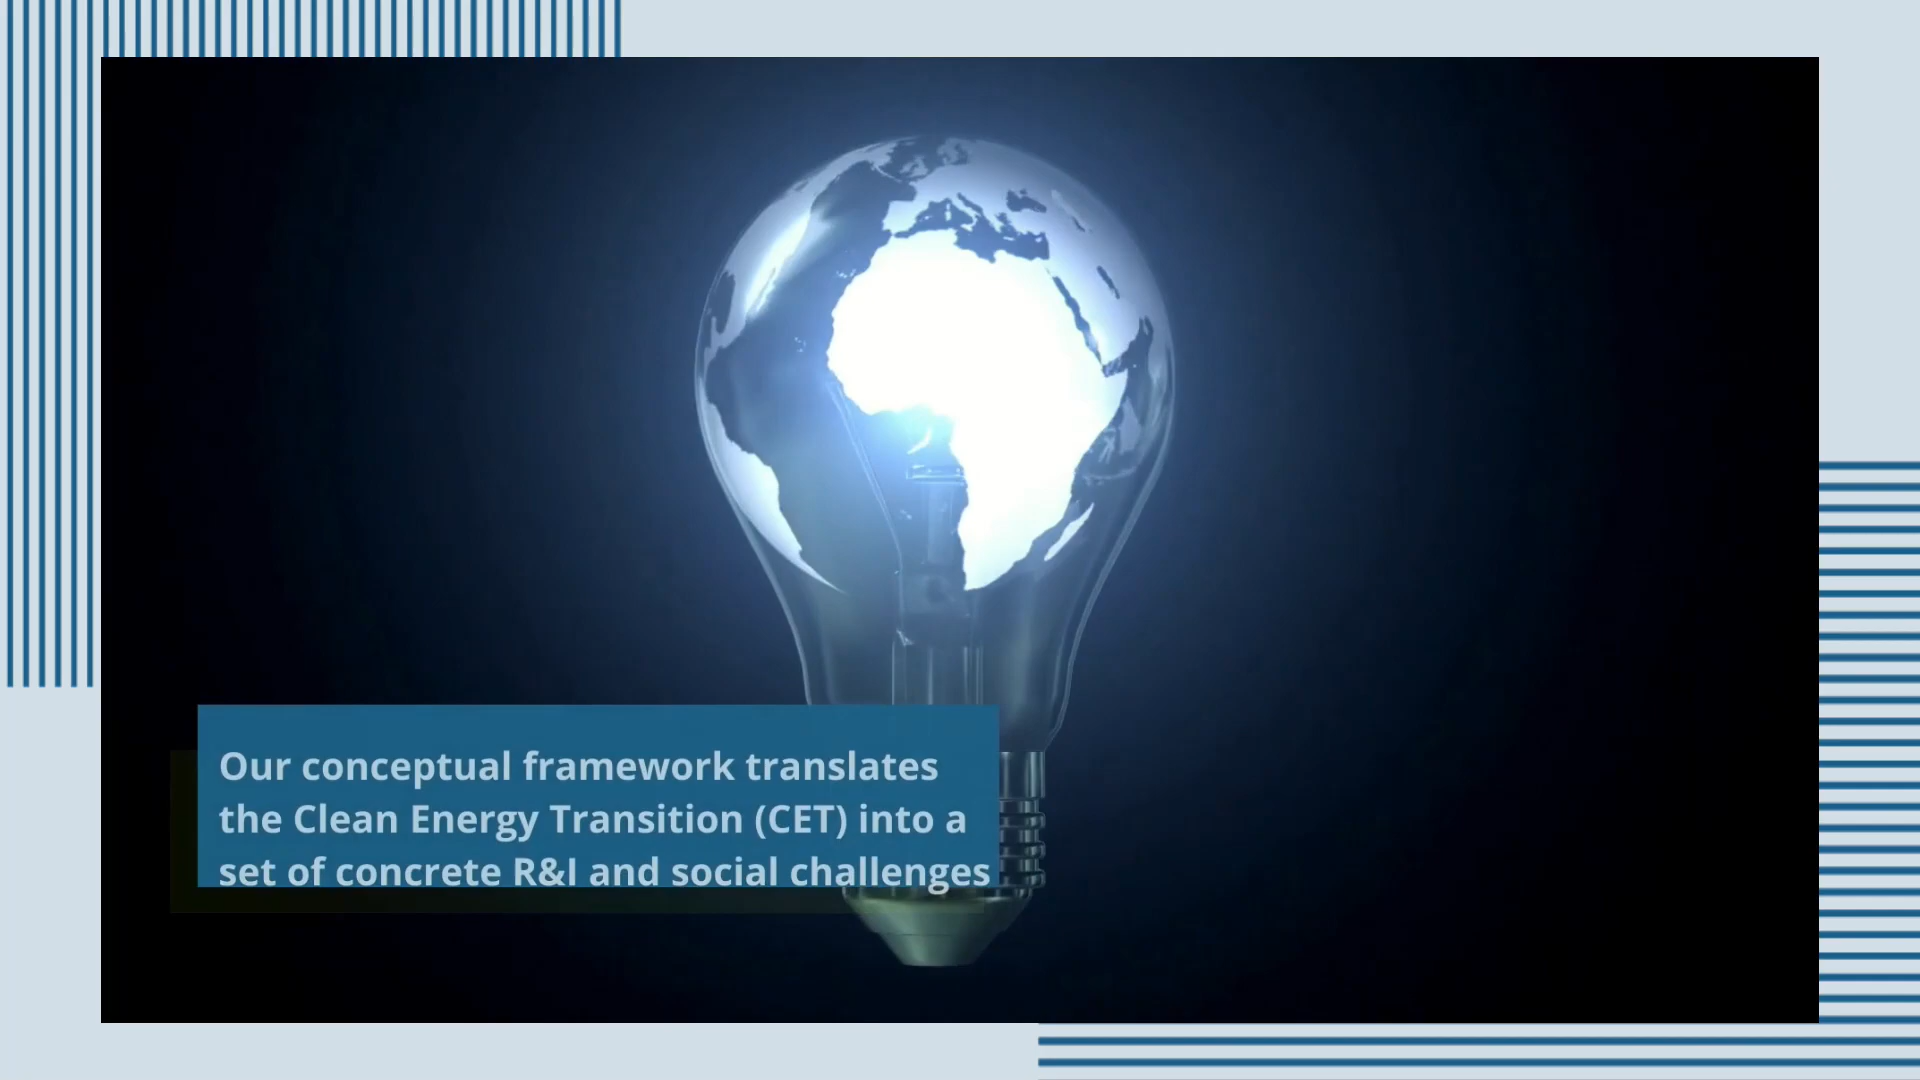 Our conceptual framework translates
the Clean Energy Transition (CET) into a
set of concrete R&I and social challenges